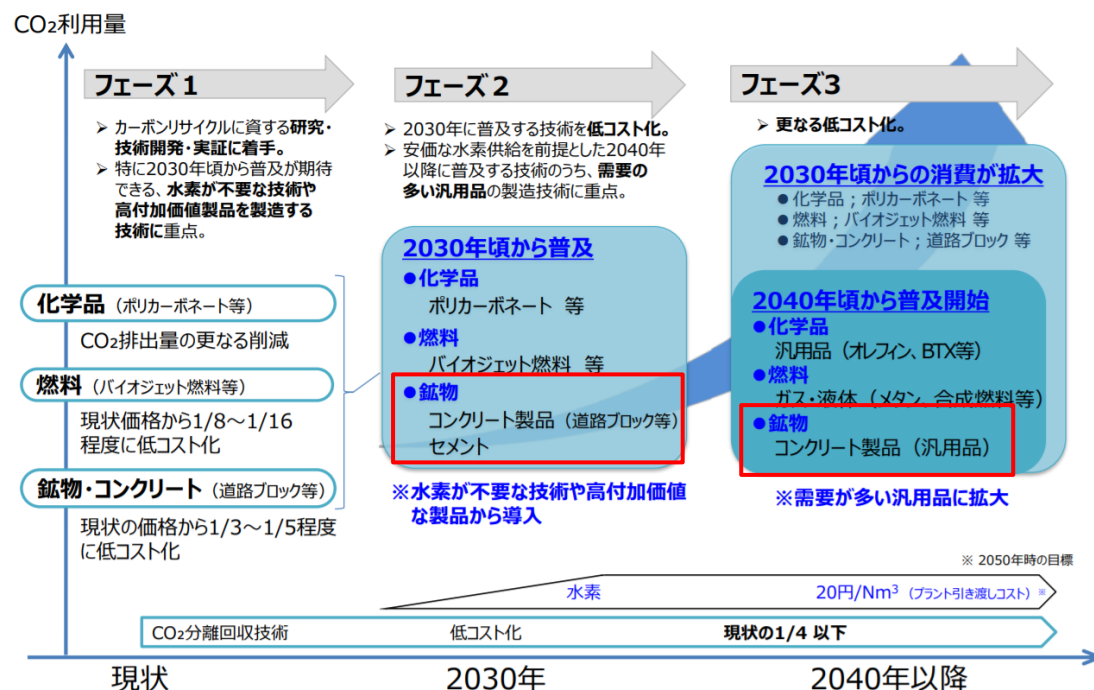 CO₂利用量
フェーズ１
➢ カーボンリサイクルに資する研究・
技術開発・実証に着手。
➢ 特に2030年頃から普及が期待
できる、水素が不要な技術や
高付加価値製品を製造する
技術に重点。
化学品（ポリカーボネート等）
CO₂排出量の更なる削減
燃料（バイオジェット燃料等）
現状価格から1/8～1/16
程度に低コスト化
鉱物・コンクリート（道路ブロック等）
現状の価格から1/3～1/5程度
に低コスト化
フェーズ２
➢ 2030年に普及する技術を低コスト化。
➢ 安価な水素供給を前提とした2040年
以降に普及する技術のうち、需要の
多い汎用品の製造技術に重点。
2030年頃から普及
●化学品
ポリカーボネート 等
●燃料
バイオジェット燃料 等
●鉱物
コンクリート製品（道路ブロック等）
セメント
※水素が不要な技術や高付加価値
な製品から導入
フェーズ3
➢ 更なる低コスト化。
2030年頃からの消費が拡大
●化学品；ポリカーボネート 等
●燃料；バイオジェット燃料 等
●鉱物・コンクリート；道路ブロック 等
2040年頃から普及開始
●化学品
汎用品（オレフィン、BTX等）
●燃料
ガス・液体（メタン、合成燃料等）
●鉱物
コンクリート製品（汎用品）
※需要が多い汎用品に拡大
※ 2050年時の目標
水素 20円/Nm³（プラント引き渡しコスト）※
CO₂分離回収技術 低コスト化 現状の1/4 以下
現状 2030年 2040年以降